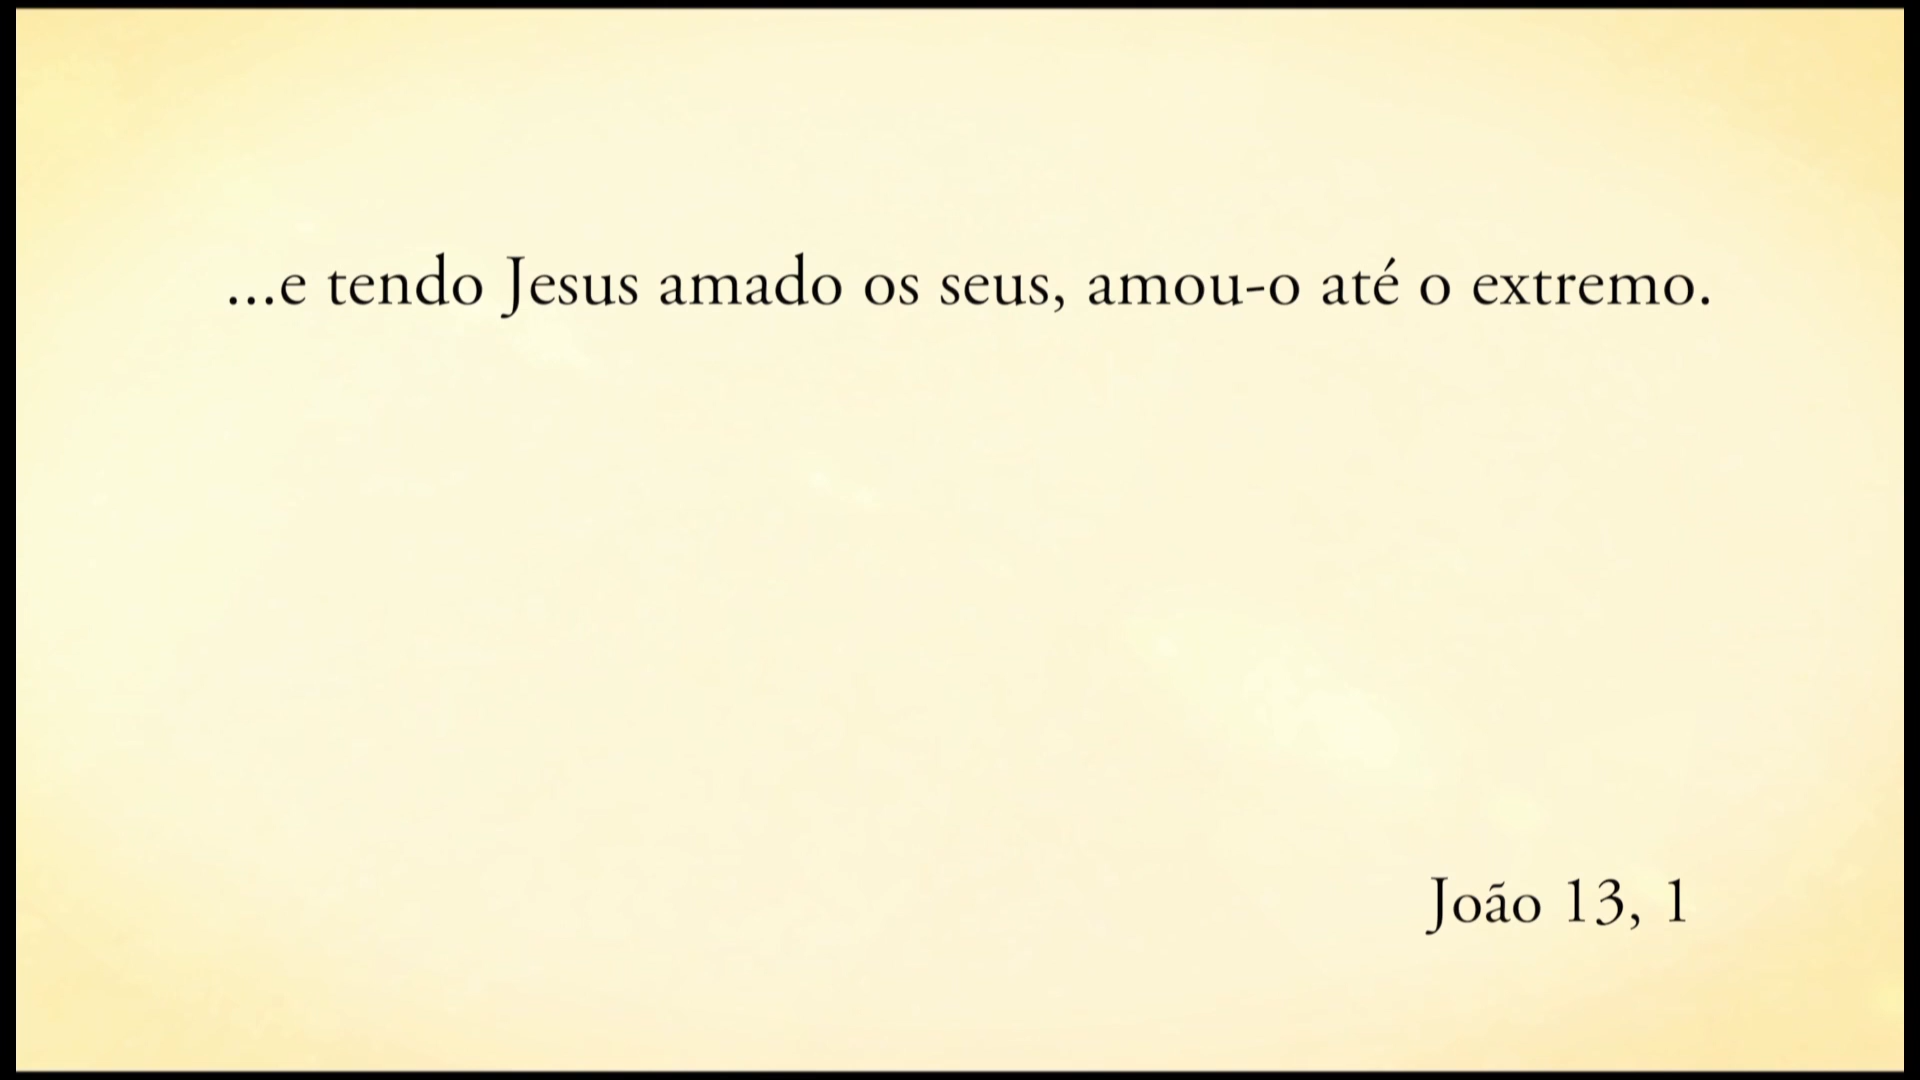 ...e tendo Jesus amado os seus, amou-o até o extremo.
João 13, 1